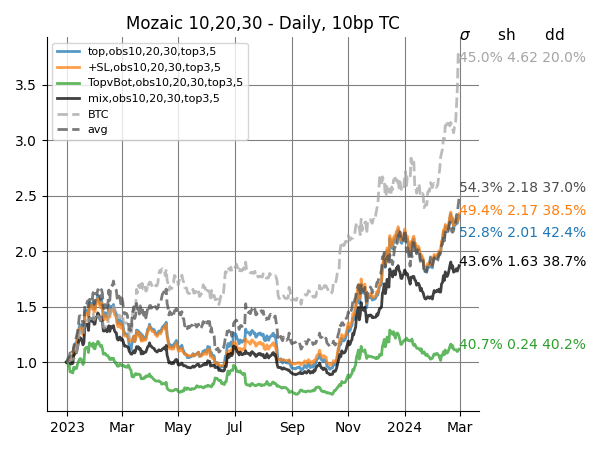 Mozaic 10,20,30 - Daily, 10bp TC
σ sh dd
top,obs10,20,30,top3,5
+SL,obs10,20,30,top3,5
TopvBot,obs10,20,30,top3,5
mix,obs10,20,30,top3,5
BTC
avg
45.0% 4.62 20.0%
54.3% 2.18 37.0%
49.4% 2.17 38.5%
52.8% 2.01 42.4%
43.6% 1.63 38.7%
40.7% 0.24 40.2%
3.5
3.0
2.5
2.0
1.5
1.0
2023 Mar May Jul Sep Nov 2024 Mar